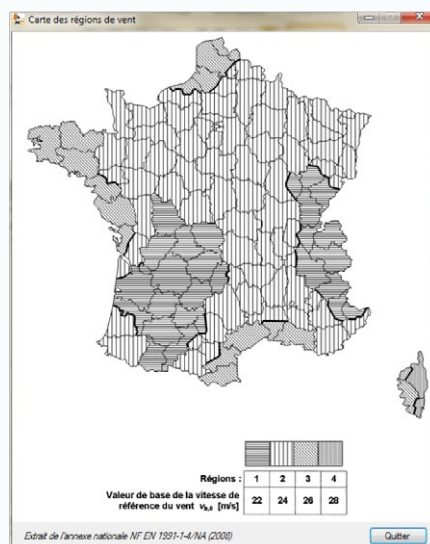 Carte des régions de vent
Régions : 1 2 3 4
Valeur de base de la vitesse de
référence du vent vb,0 [m/s] 22 24 26 28
Extrait de l'annexe nationale NF EN 1991-1-4/NA (2008)
Quitter